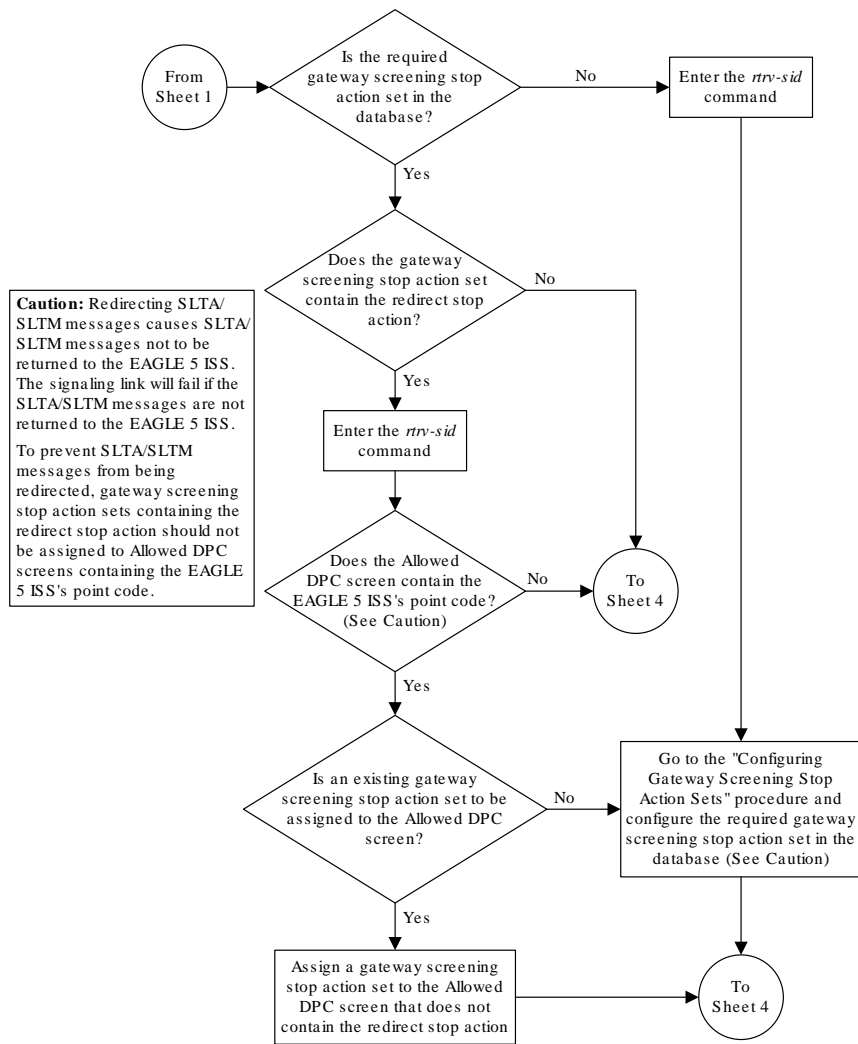 From
Sheet 1
Is the required
gateway screening stop
action set in the
database?
No
Enter the rtrv-sid
command
Yes
Does the gateway
screening stop action set
contain the redirect stop
action?
No
Yes
Caution: Redirecting SLTA/
SLTM messages causes SLTA/
SLTM messages not to be
returned to the EAGLE 5 ISS.
The signaling link will fail if the
SLTA/SLTM messages are not
returned to the EAGLE 5 ISS.
To prevent SLTA/SLTM
messages from being
redirected, gateway screening
stop action sets containing the
redirect stop action should not
be assigned to Allowed DPC
screens containing the EAGLE
5 ISS's point code.
Enter the rtrv-sid
command
Does the Allowed
DPC screen contain the
EAGLE 5 ISS's point code?
(See Caution)
No
To
Sheet 4
Yes
Is an existing gateway
screening stop action set to be
assigned to the Allowed DPC
screen?
No
Go to the "Configuring
Gateway Screening Stop
Action Sets" procedure and
configure the required gateway
screening stop action set in the
database (See Caution)
Yes
Assign a gateway screening
stop action set to the Allowed
DPC screen that does not
contain the redirect stop action
To
Sheet 4